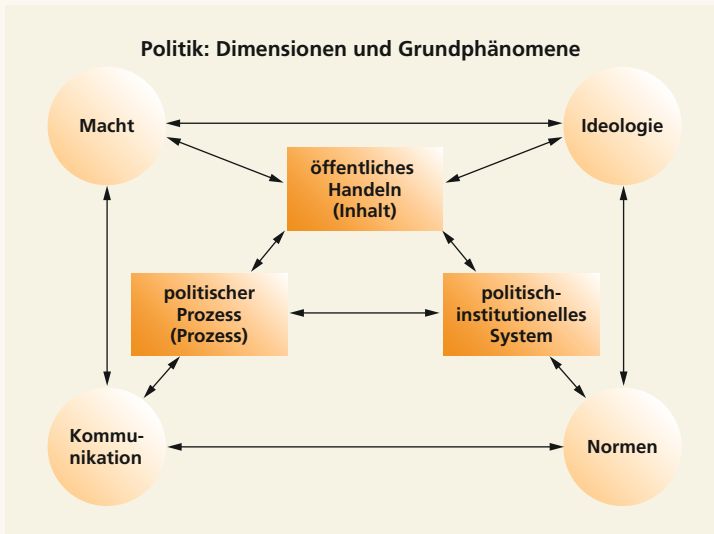 Politik: Dimensionen und Grundphänomene
Macht
Ideologie
öffentliches
Handeln
(Inhalt)
politischer
Prozess
(Prozess)
politisch-
institutionelles
System
Kommu-
nikation
Normen